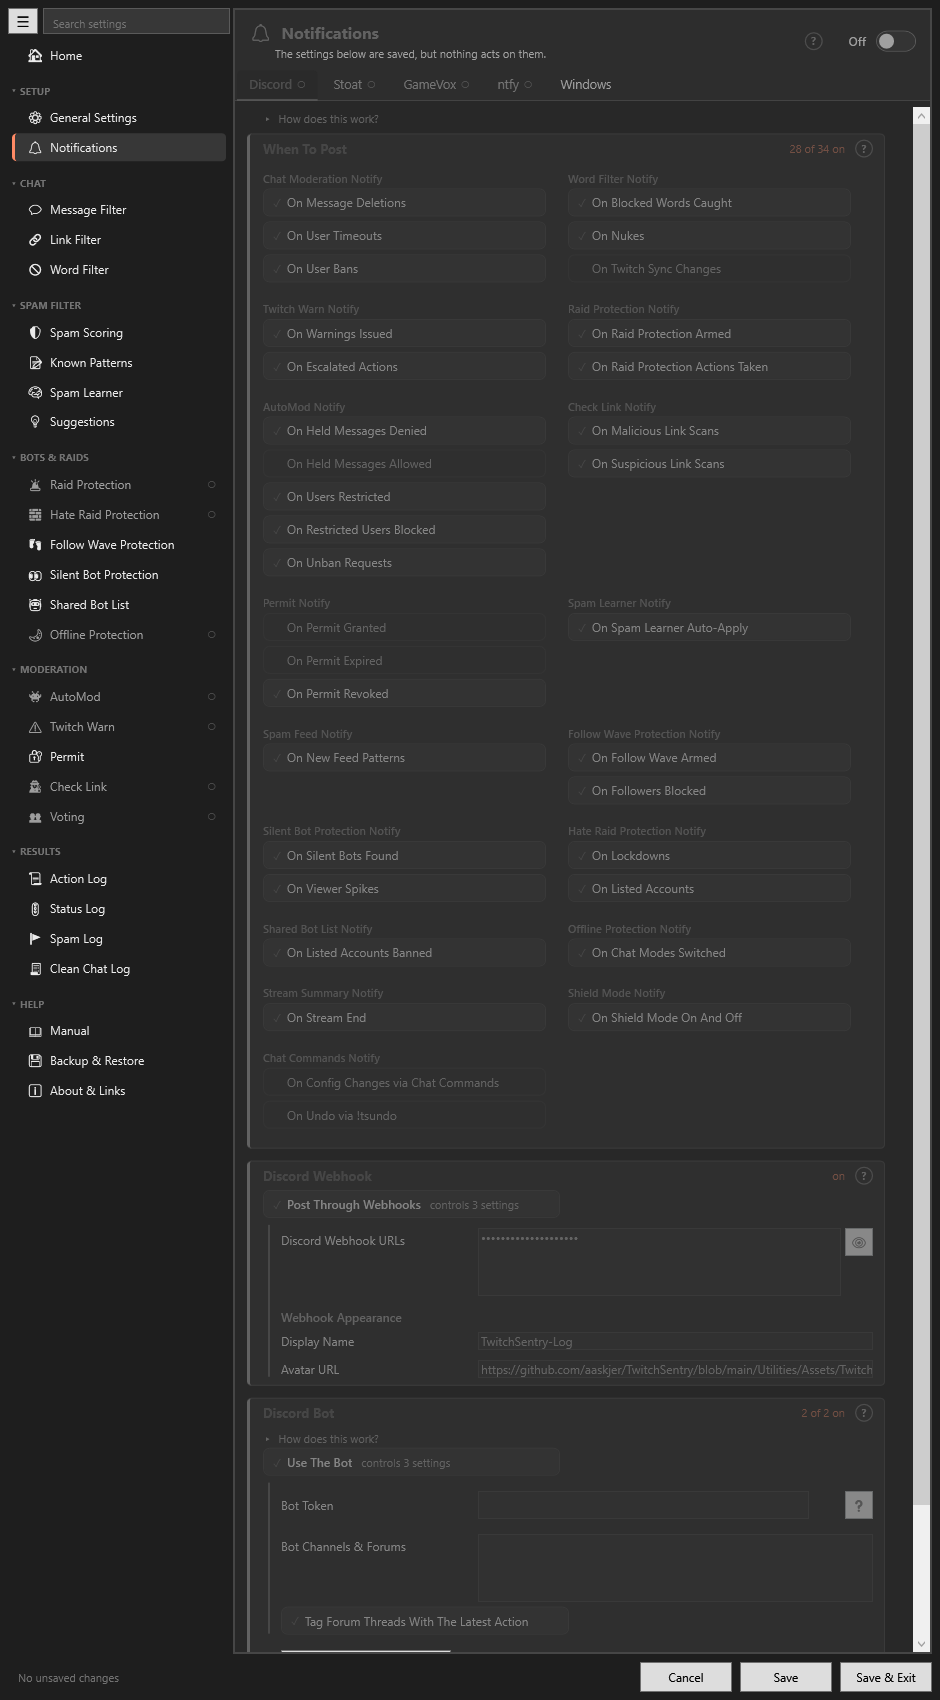 Search settings
Home
SETUP
General Settings
Notifications
CHAT
Message Filter
Link Filter
Word Filter
SPAM FILTER
Spam Scoring
Known Patterns
Spam Learner
Suggestions
BOTS & RAIDS
Raid Protection
Hate Raid Protection
Follow Wave Protection
Silent Bot Protection
Shared Bot List
Offline Protection
MODERATION
AutoMod
Twitch Warn
Permit
Check Link
Voting
RESULTS
Action Log
Status Log
Spam Log
Clean Chat Log
HELP
Manual
Backup & Restore
About & Links
Notifications
The settings below are saved, but nothing acts on them.
? Off
Discord Stoat GameVox ntfy Windows
How does this work?
When To Post 28 of 34 on ?
Chat Moderation Notify Word Filter Notify
On Message Deletions On Blocked Words Caught
On User Timeouts On Nukes
On User Bans On Twitch Sync Changes
Twitch Warn Notify Raid Protection Notify
On Warnings Issued On Raid Protection Armed
On Escalated Actions On Raid Protection Actions Taken
AutoMod Notify Check Link Notify
On Held Messages Denied On Malicious Link Scans
On Held Messages Allowed On Suspicious Link Scans
On Users Restricted
On Restricted Users Blocked
On Unban Requests
Permit Notify Spam Learner Notify
On Permit Granted On Spam Learner Auto-Apply
On Permit Expired
On Permit Revoked
Spam Feed Notify Follow Wave Protection Notify
On New Feed Patterns On Follow Wave Armed
On Followers Blocked
Silent Bot Protection Notify Hate Raid Protection Notify
On Silent Bots Found On Lockdowns
On Viewer Spikes On Listed Accounts
Shared Bot List Notify Offline Protection Notify
On Listed Accounts Banned On Chat Modes Switched
Stream Summary Notify Shield Mode Notify
On Stream End On Shield Mode On And Off
Chat Commands Notify
On Config Changes via Chat Commands
On Undo via !tsundo
Discord Webhook on ?
Post Through Webhooks controls 3 settings
Discord Webhook URLs ••••••••••••••••••••
Webhook Appearance
Display Name TwitchSentry-Log
Avatar URL https://github.com/aaskjer/TwitchSentry/blob/main/Utilities/Assets/Twitch
Discord Bot 2 of 2 on ?
How does this work?
Use The Bot controls 3 settings
Bot Token ?
Bot Channels & Forums
Tag Forum Threads With The Latest Action
No unsaved changes Cancel Save Save & Exit